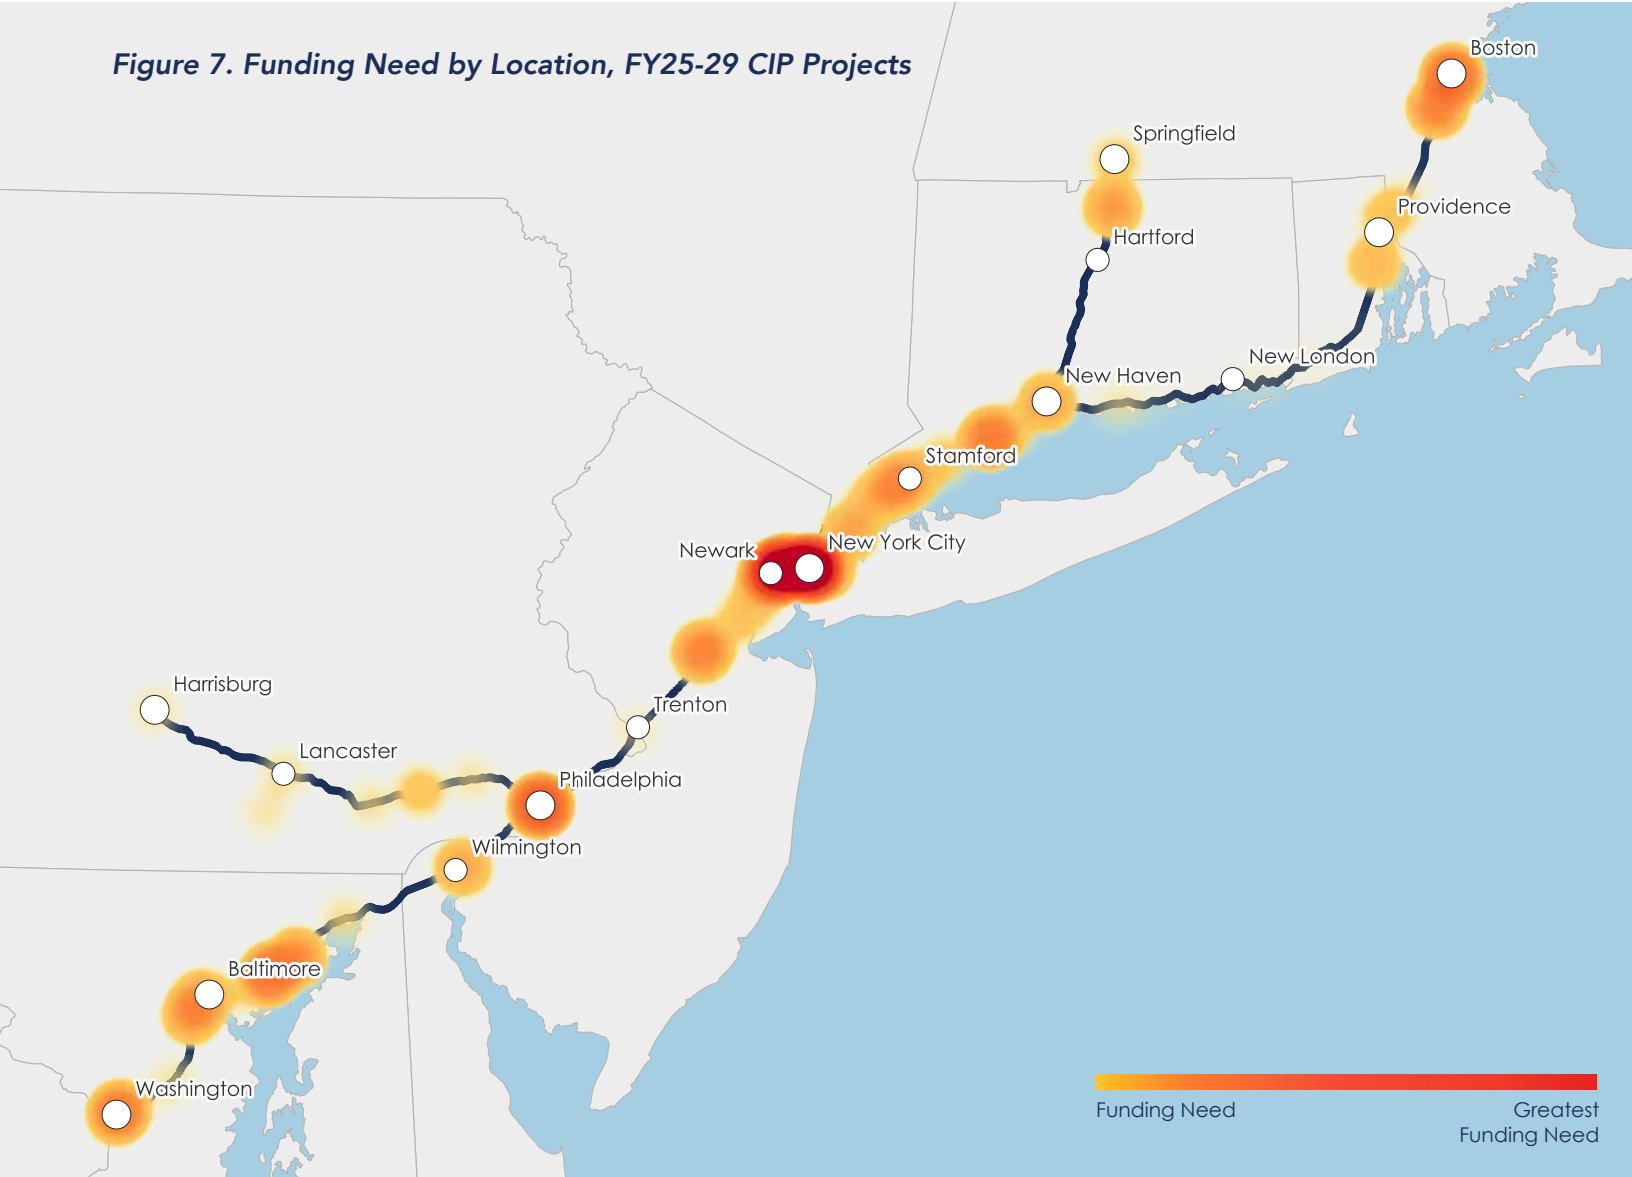 Figure 7. Funding Need by Location, FY25-29 CIP Projects
Boston
Springfield
Providence
Hartford
New London
New Haven
Stamford
New York City
Newark
Harrisburg
Trenton
Lancaster
Philadelphia
Wilmington
Baltimore
Washington
Funding Need
Greatest
Funding Need